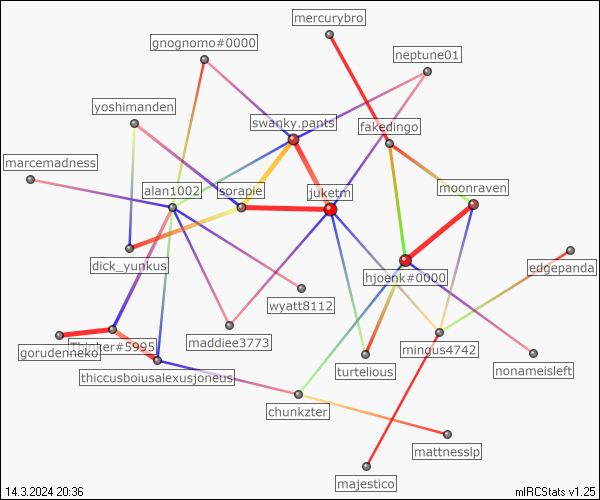 mercurybro
gnognomo#0000
neptune01
yoshimanden
swanky.pants
fakedingo
marcemadness
alan1002
sorapie
juketm
moonraven
dick_yunkus
hjoenk#0000
edgepanda
wyatt8112
maddiee3773
gorudenneko
Thinker#5995
mingus4742
turtelious
nonameisleft
thiccusboiusalexusjoneus
chunkzter
mattnesslp
majestico
14.3.2024 20:36
mIRCStats v1.25